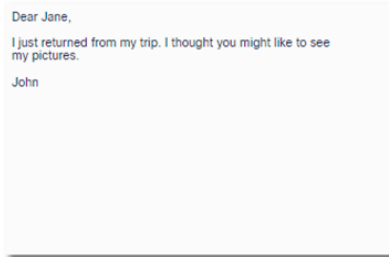 Dear Jane,
I just returned from my trip. I thought you might like to see
my pictures.
John